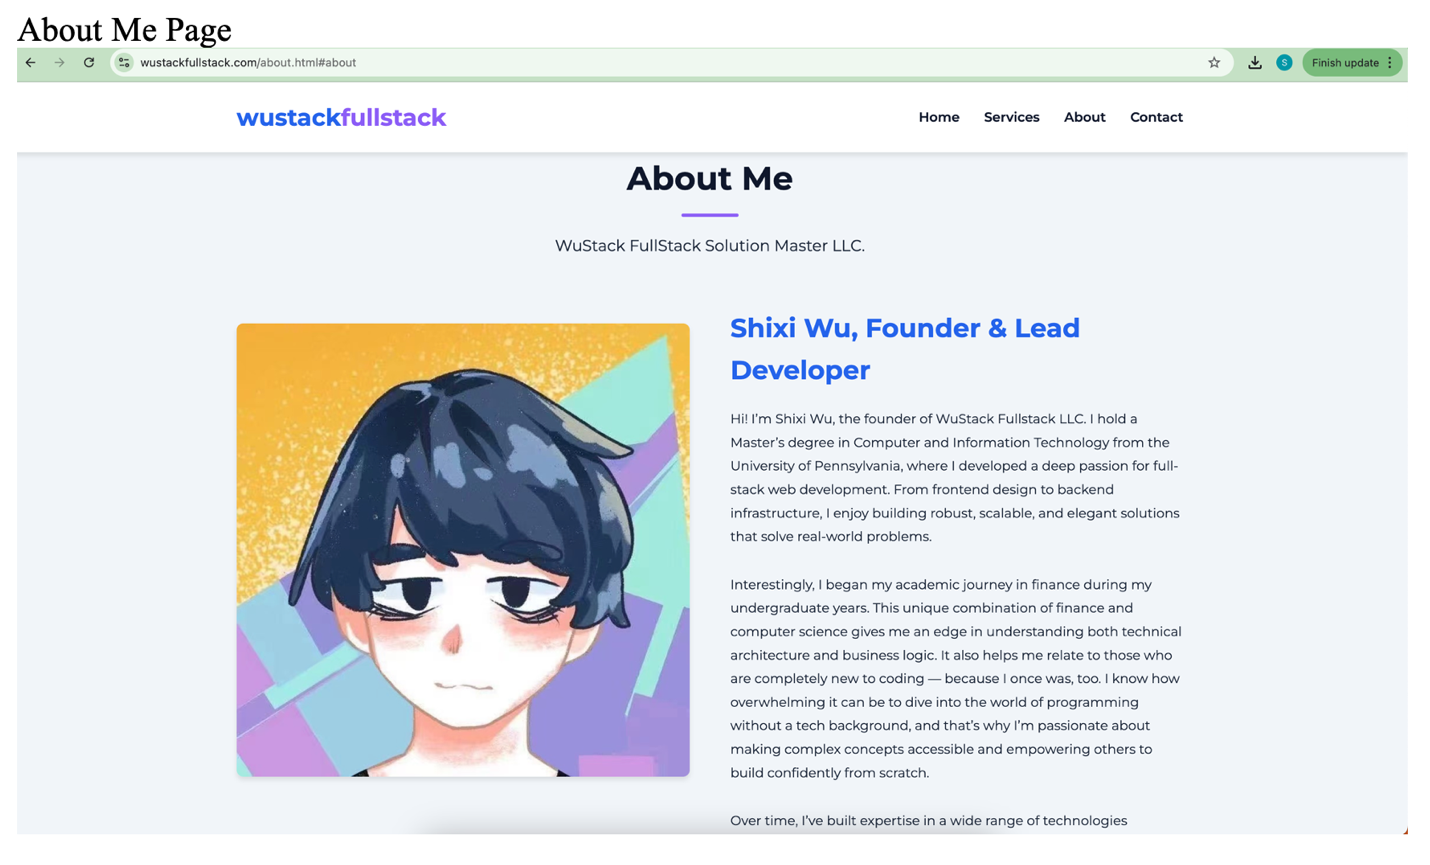 About Me Page
wustackfullstack.com/about.html#about
S
Finish update
wustackfullstack
Home Services About Contact
About Me
WuStack FullStack Solution Master LLC.
Shixi Wu, Founder & Lead
Developer
Hi! I’m Shixi Wu, the founder of WuStack Fullstack LLC. I hold a
Master’s degree in Computer and Information Technology from the
University of Pennsylvania, where I developed a deep passion for full-
stack web development. From frontend design to backend
infrastructure, I enjoy building robust, scalable, and elegant solutions
that solve real-world problems.
Interestingly, I began my academic journey in finance during my
undergraduate years. This unique combination of finance and
computer science gives me an edge in understanding both technical
architecture and business logic. It also helps me relate to those who
are completely new to coding — because I once was, too. I know how
overwhelming it can be to dive into the world of programming
without a tech background, and that’s why I’m passionate about
making complex concepts accessible and empowering others to
build confidently from scratch.
Over time, I’ve built expertise in a wide range of technologies